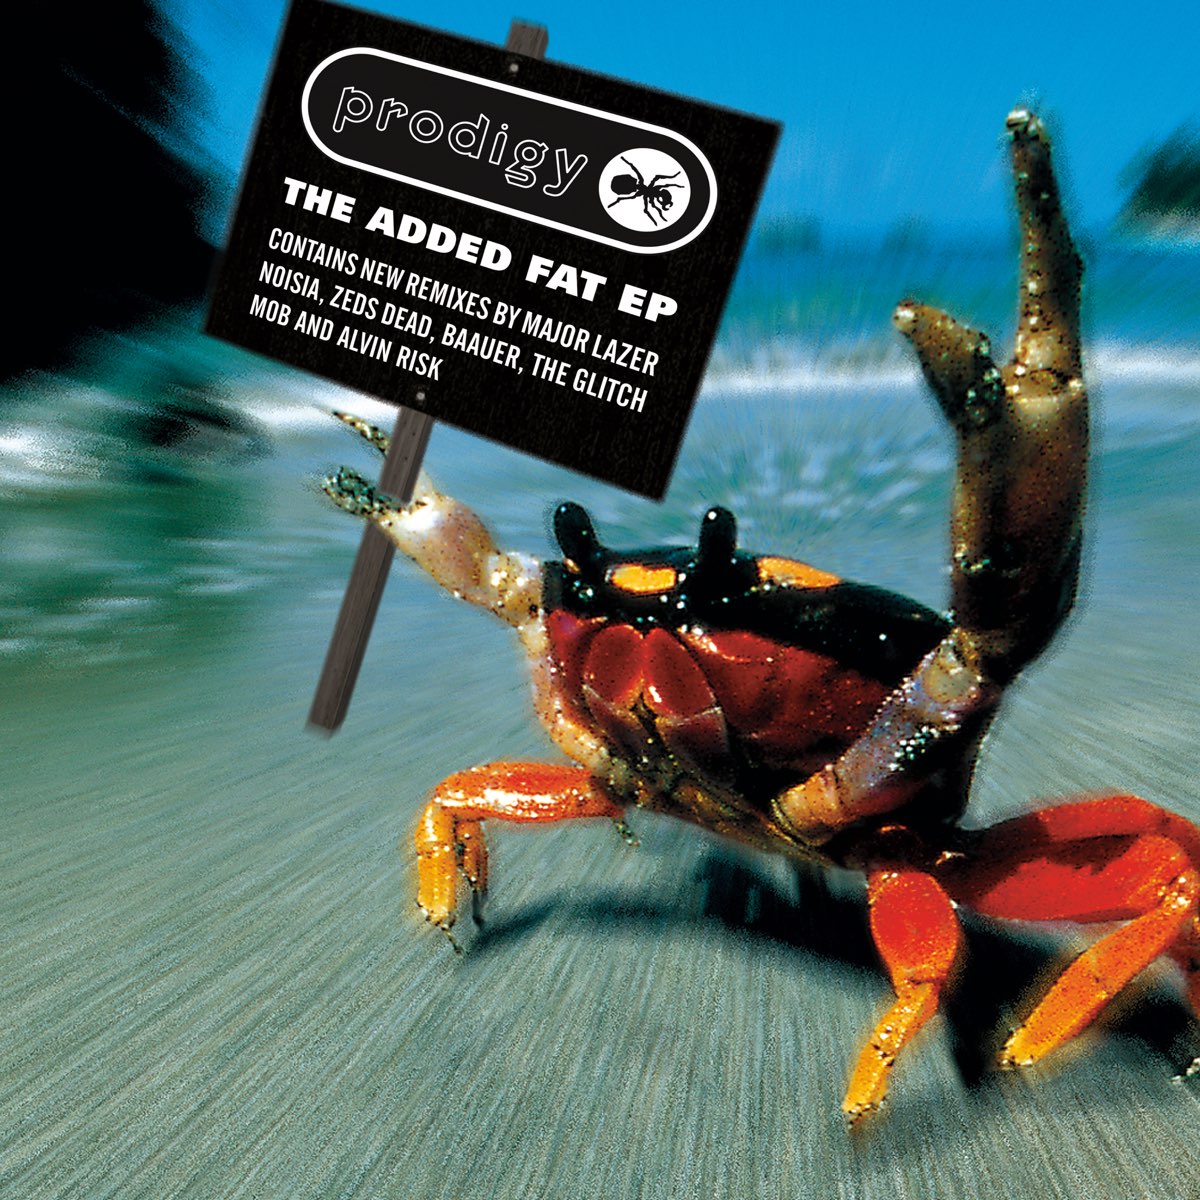 prodigy
THE ADDED FAT EP
CONTAINS NEW REMIXES BY MAJOR LAZER
NOISIA, ZEDS DEAD, BAAUER, THE GLITCH
MOB AND ALVIN RISK